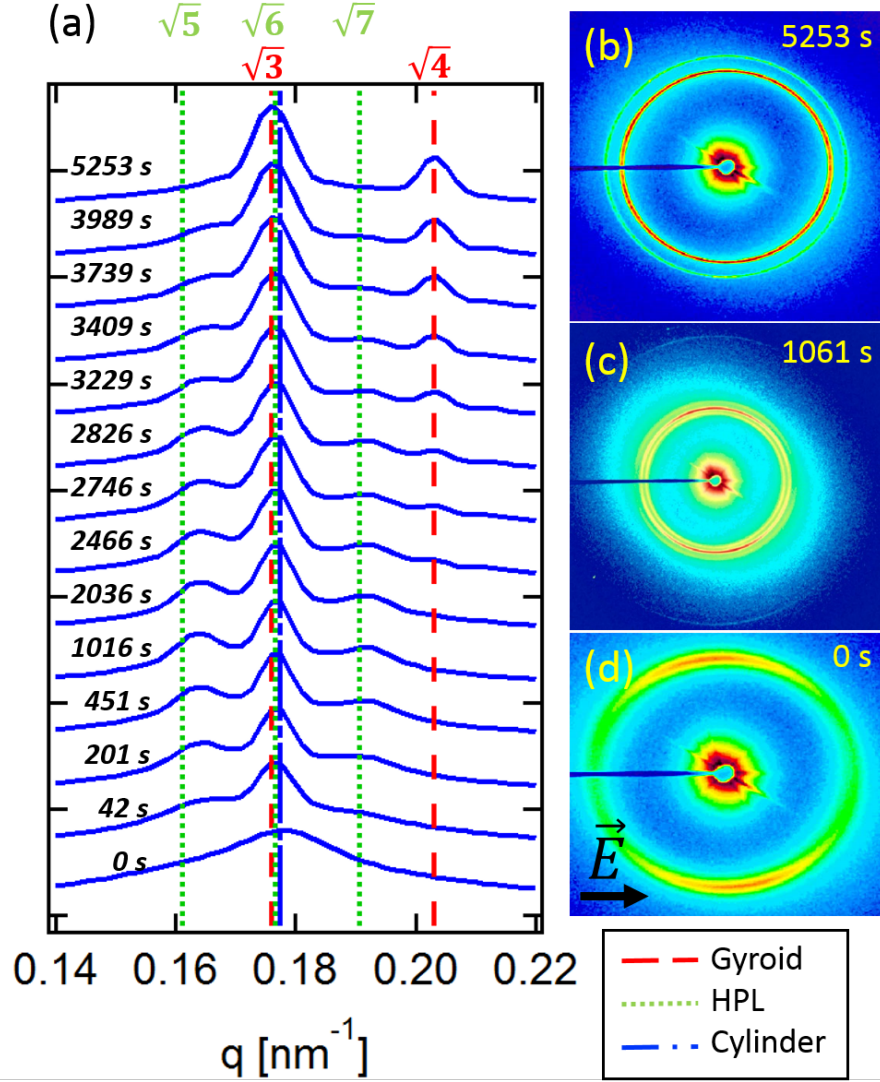 (a)
√5 √6 √7
√3 √4
5253 s
3989 s
3739 s
3409 s
3229 s
2826 s
2746 s
2466 s
2036 s
1016 s
451 s
201 s
42 s
0 s
0.14 0.16 0.18 0.20 0.22
q [nm⁻¹]
(b) 5253 s
(c) 1061 s
(d) 0 s
E⃗
Gyroid
HPL
Cylinder